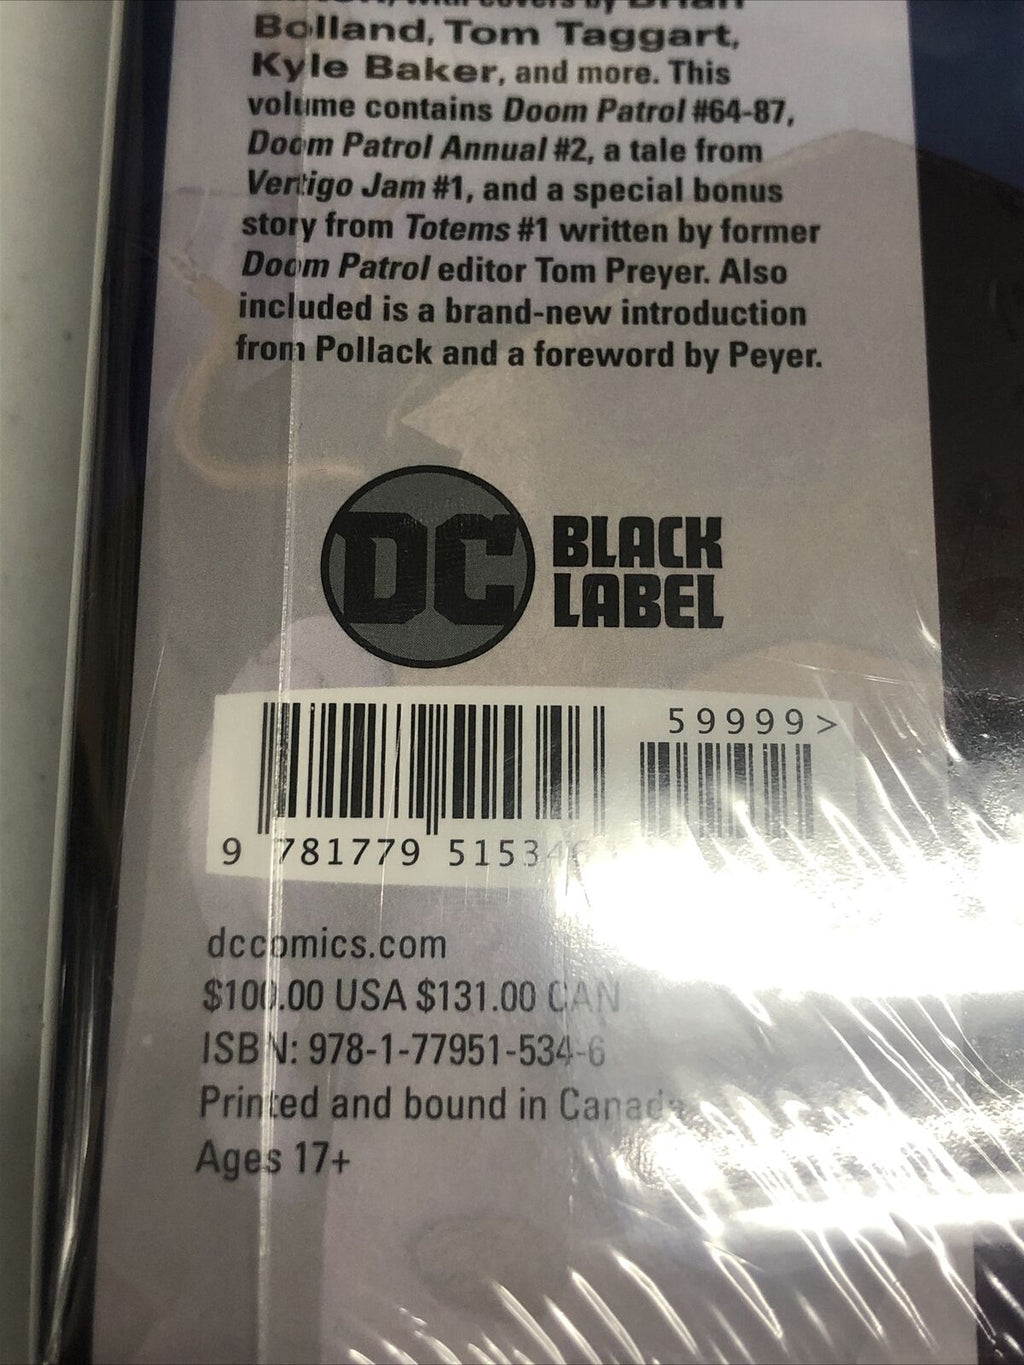 with covers by Brian
Bolland, Tom Taggart,
Kyle Baker, and more. This
volume contains Doom Patrol #64-87,
Doom Patrol Annual #2, a tale from
Vertigo Jam #1, and a special bonus
story from Totems #1 written by former
Doom Patrol editor Tom Preyer. Also
included is a brand-new introduction
from Pollack and a foreword by Peyer.
DC BLACK
LABEL
59999>
9 781779 51534
dccomics.com
$100.00 USA $131.00 CAN
ISBN: 978-1-77951-534-6
Printed and bound in Canada
Ages 17+